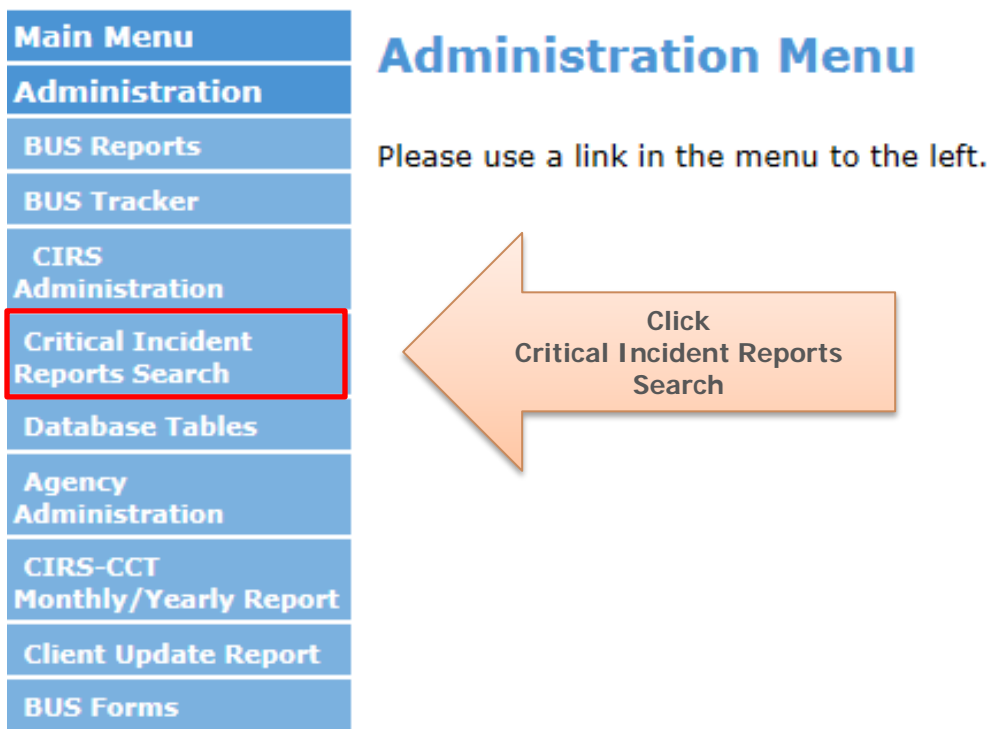 Main Menu
Administration
BUS Reports
BUS Tracker
CIRS
Administration
Critical Incident
Reports Search
Database Tables
Agency
Administration
CIRS-CCT
Monthly/Yearly Report
Client Update Report
BUS Forms
Administration Menu
Please use a link in the menu to the left.
Click
Critical Incident Reports
Search